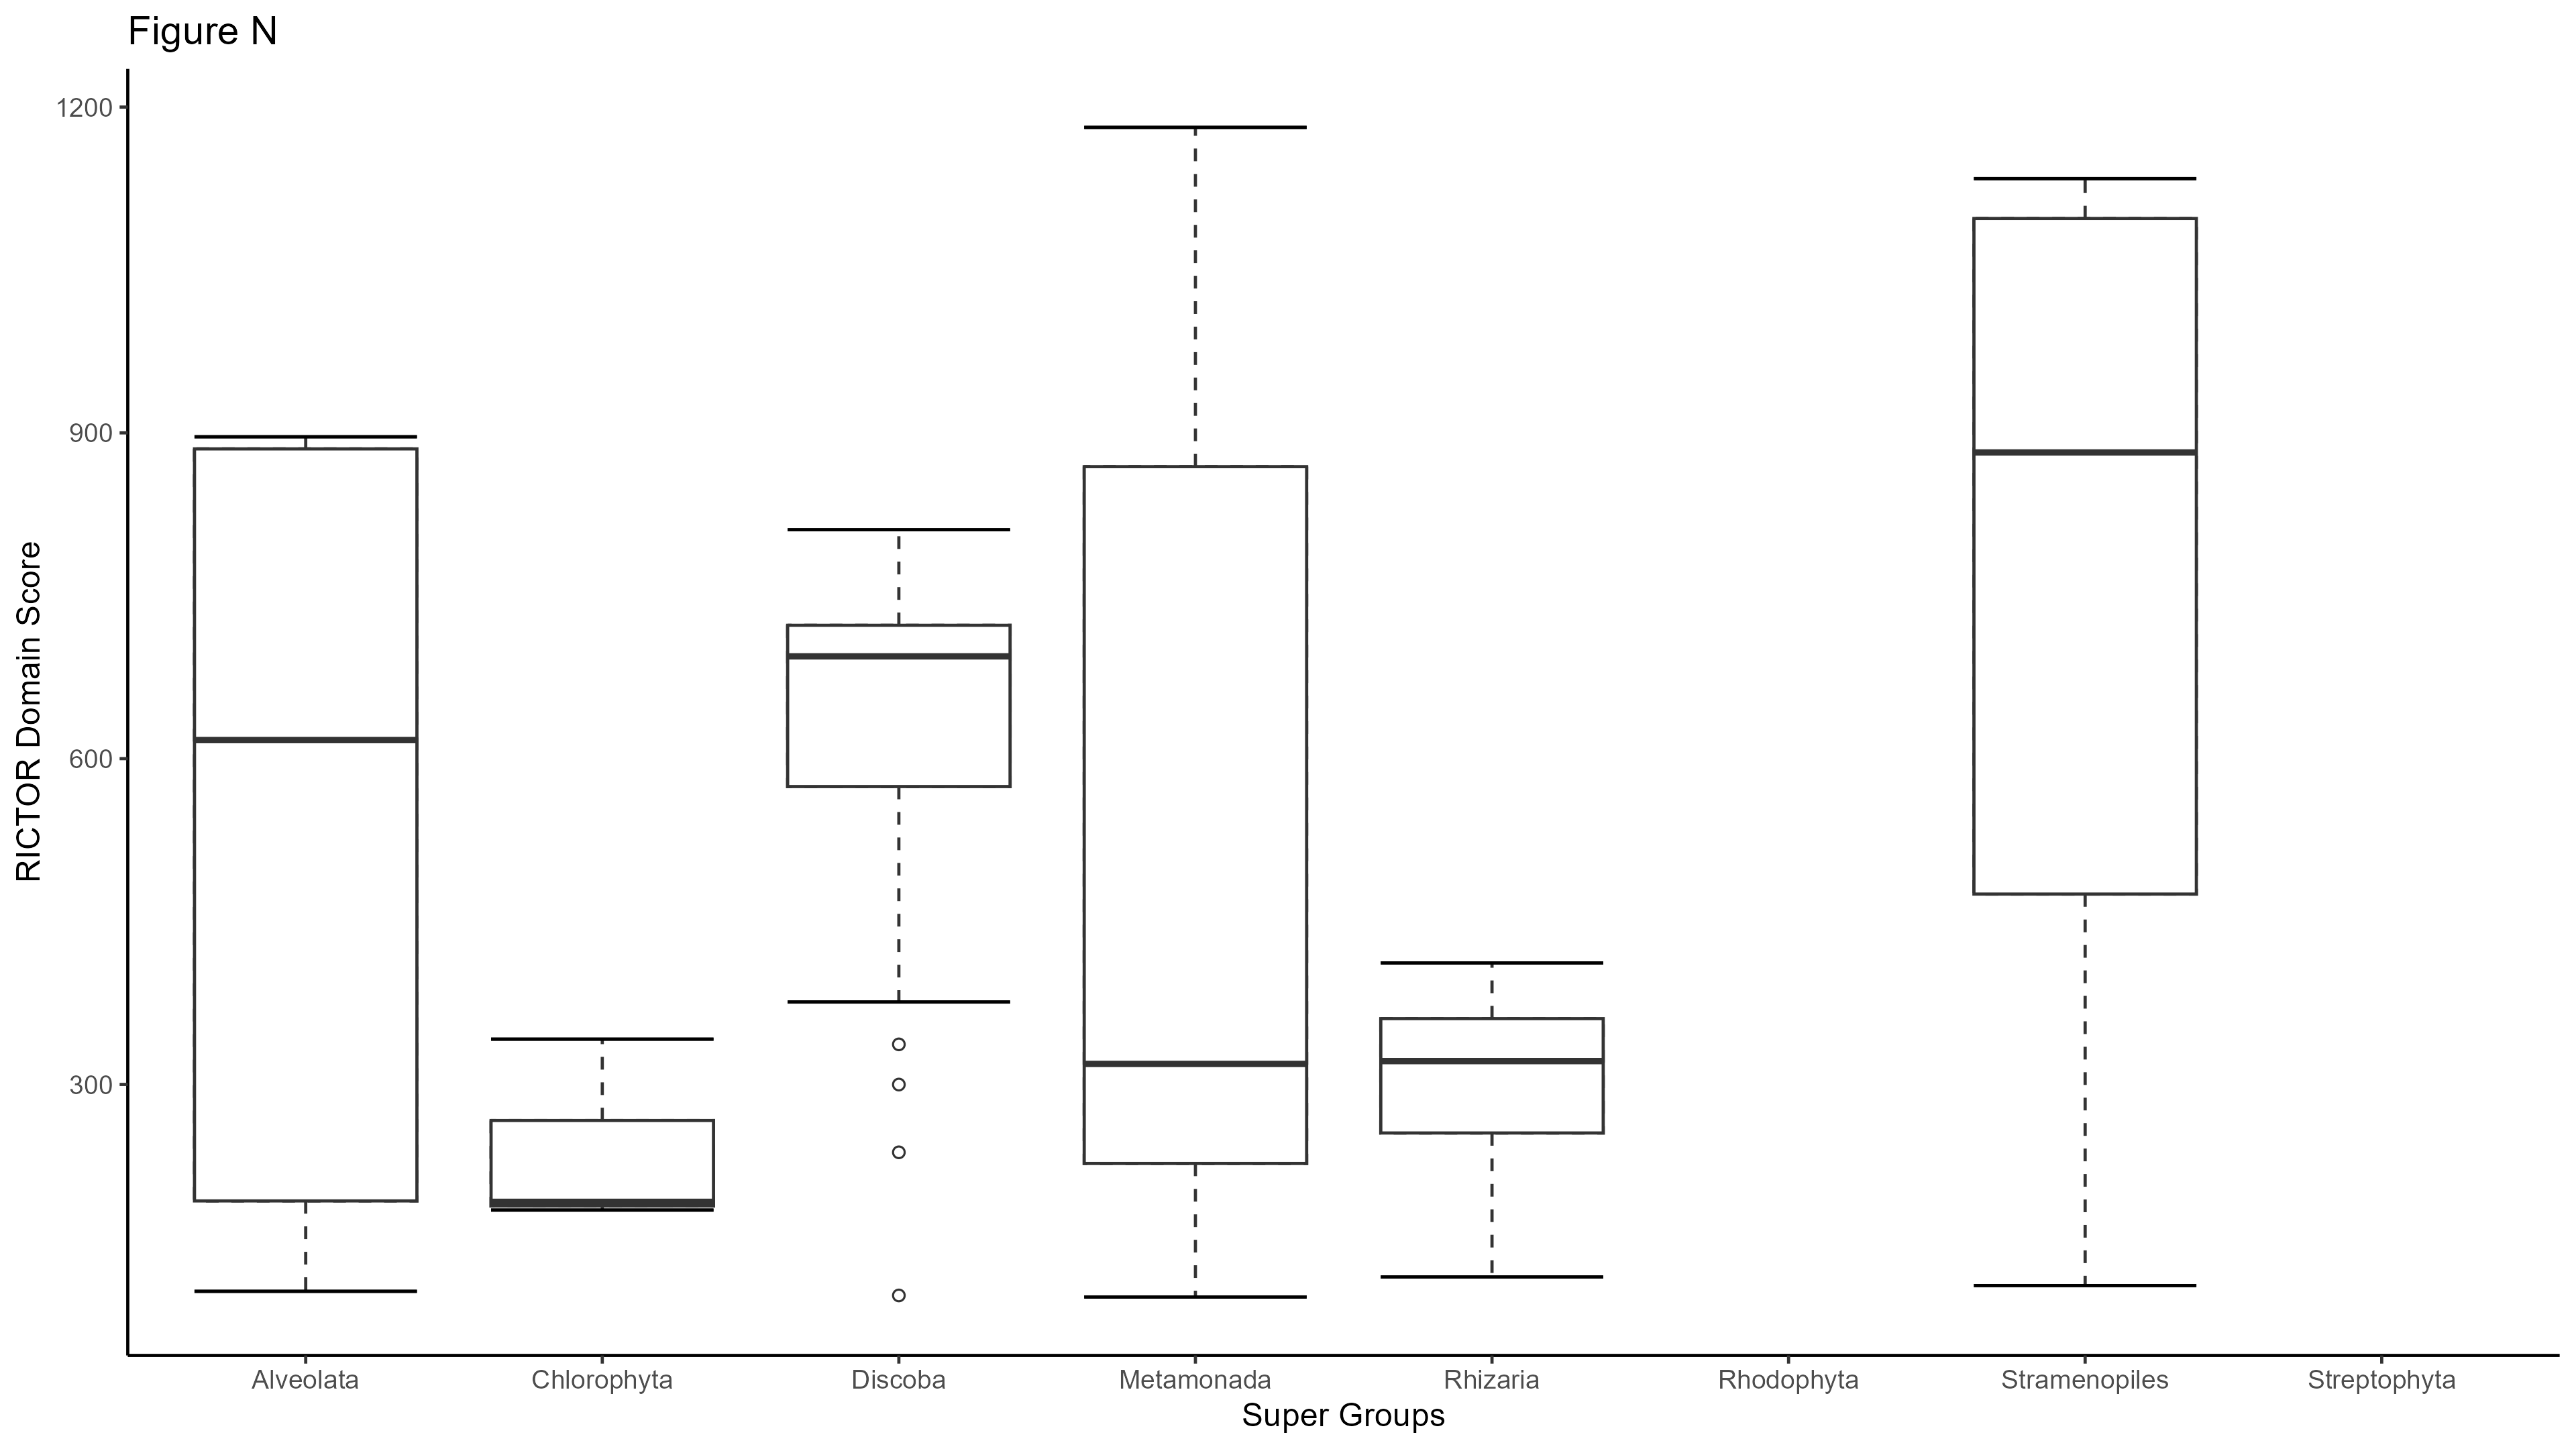 Figure N
1200
900
600
300
RICTOR Domain Score
Alveolata Chlorophyta Discoba Metamonada Rhizaria Rhodophyta Stramenopiles Streptophyta
Super Groups